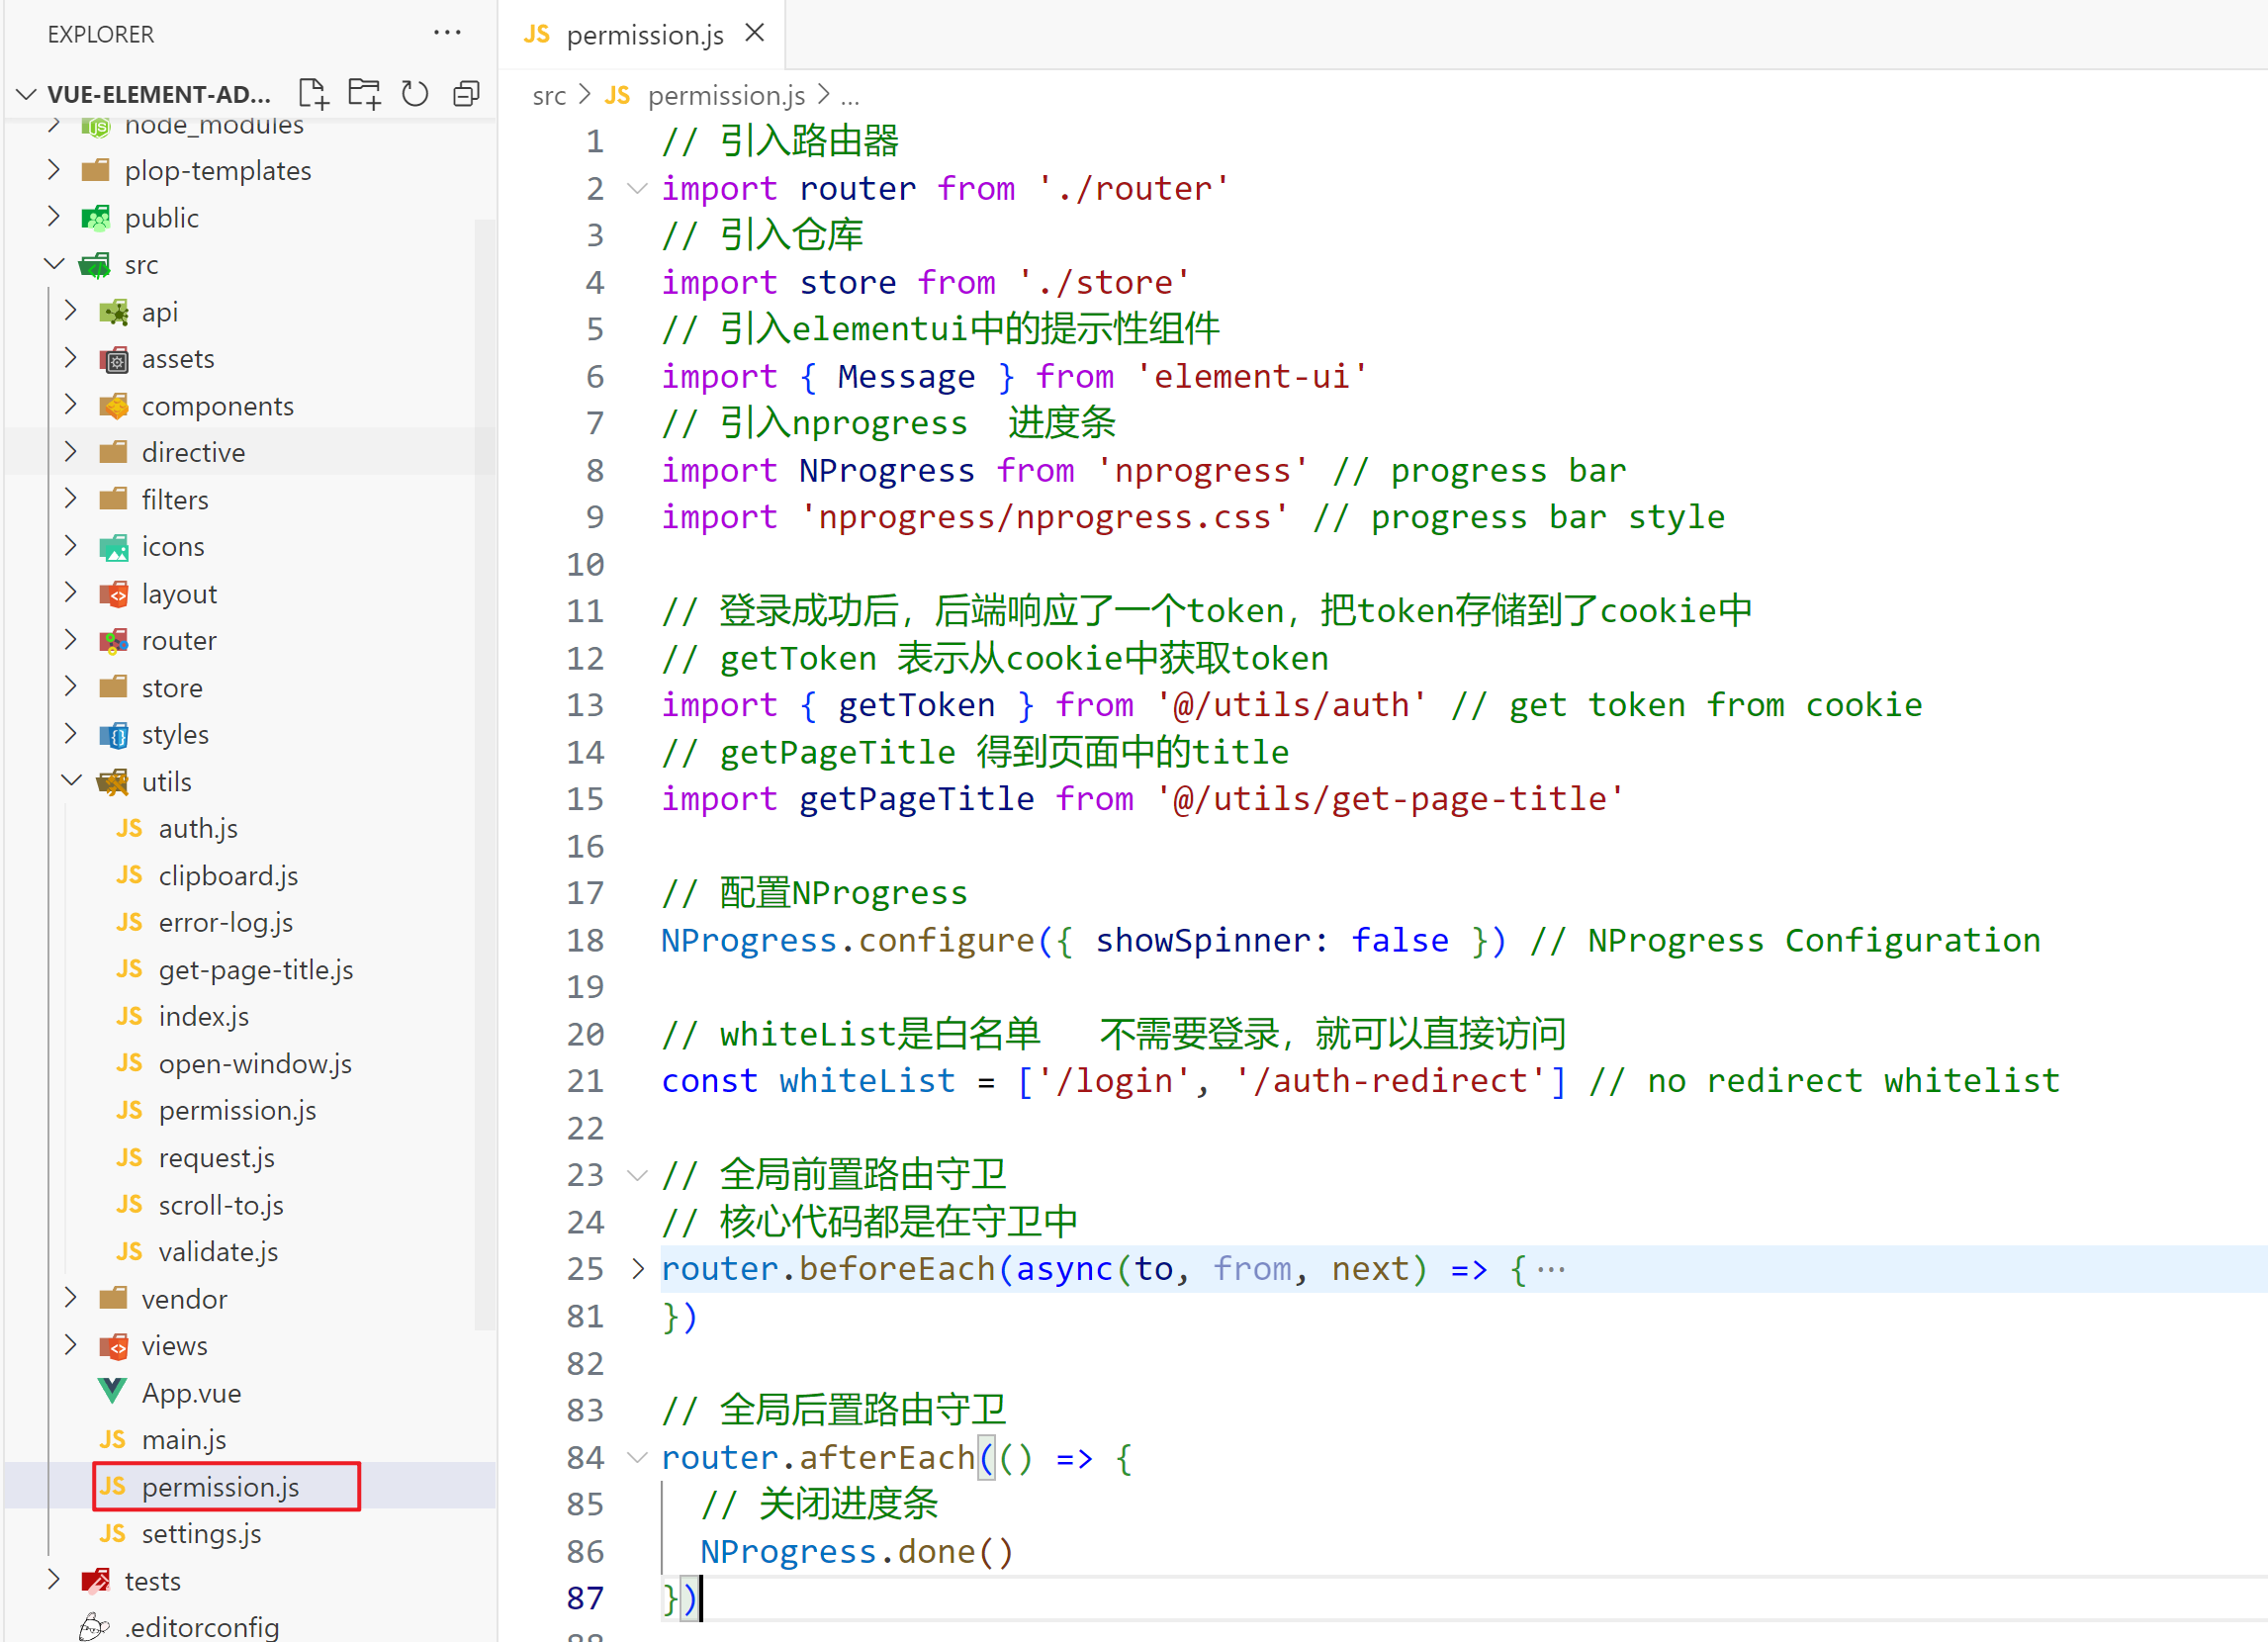 EXPLORER
VUE-ELEMENT-AD...
node_modules
plop-templates
public
src
api
assets
components
directive
filters
icons
layout
router
store
styles
utils
JS auth.js
JS clipboard.js
JS error-log.js
JS get-page-title.js
JS index.js
JS open-window.js
JS permission.js
JS request.js
JS scroll-to.js
JS validate.js
vendor
views
App.vue
JS main.js
JS permission.js
JS settings.js
tests
.editorconfig
JS permission.js
src > JS permission.js > ...
1 // 引入路由器
2 import router from './router'
3 // 引入仓库
4 import store from './store'
5 // 引入elementui中的提示性组件
6 import { Message } from 'element-ui'
7 // 引入nprogress  进度条
8 import NProgress from 'nprogress' // progress bar
9 import 'nprogress/nprogress.css' // progress bar style
10
11 // 登录成功后，后端响应了一个token，把token存储到了cookie中
12 // getToken 表示从cookie中获取token
13 import { getToken } from '@/utils/auth' // get token from cookie
14 // getPageTitle 得到页面中的title
15 import getPageTitle from '@/utils/get-page-title'
16
17 // 配置NProgress
18 NProgress.configure({ showSpinner: false }) // NProgress Configuration
19
20 // whiteList是白名单   不需要登录，就可以直接访问
21 const whiteList = ['/login', '/auth-redirect'] // no redirect whitelist
22
23 // 全局前置路由守卫
24 // 核心代码都是在守卫中
25 router.beforeEach(async(to, from, next) => {···
81 })
82
83 // 全局后置路由守卫
84 router.afterEach(() => {
85 // 关闭进度条
86 NProgress.done()
87 })
88